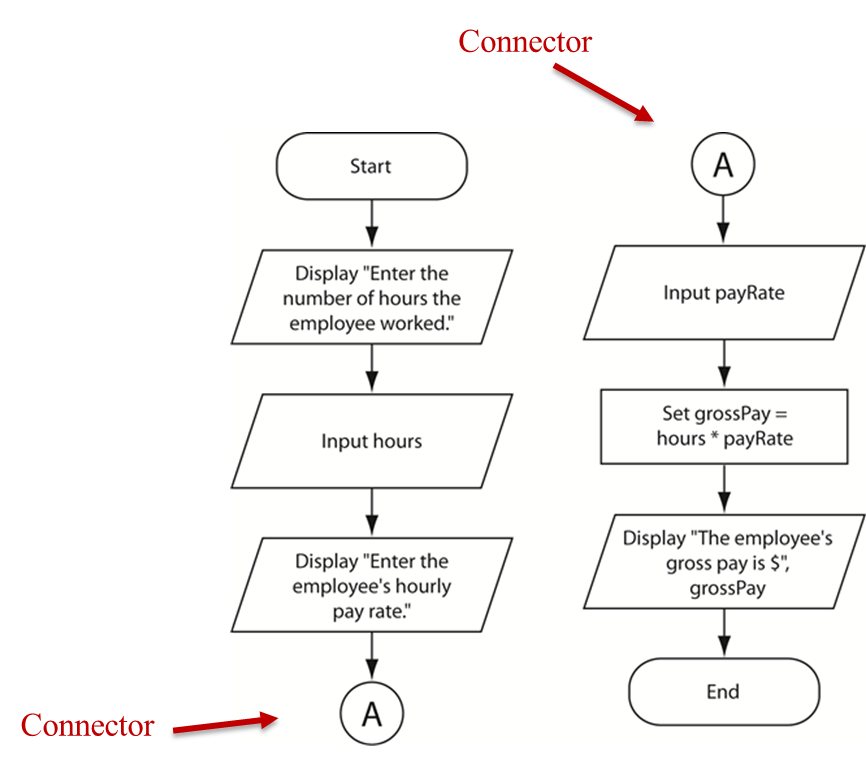 Connector
Start
Display "Enter the
number of hours the
employee worked."
Input hours
Display "Enter the
employee's hourly
pay rate."
A
Connector
A
Input payRate
Set grossPay =
hours * payRate
Display "The employee's
gross pay is $",
grossPay
End